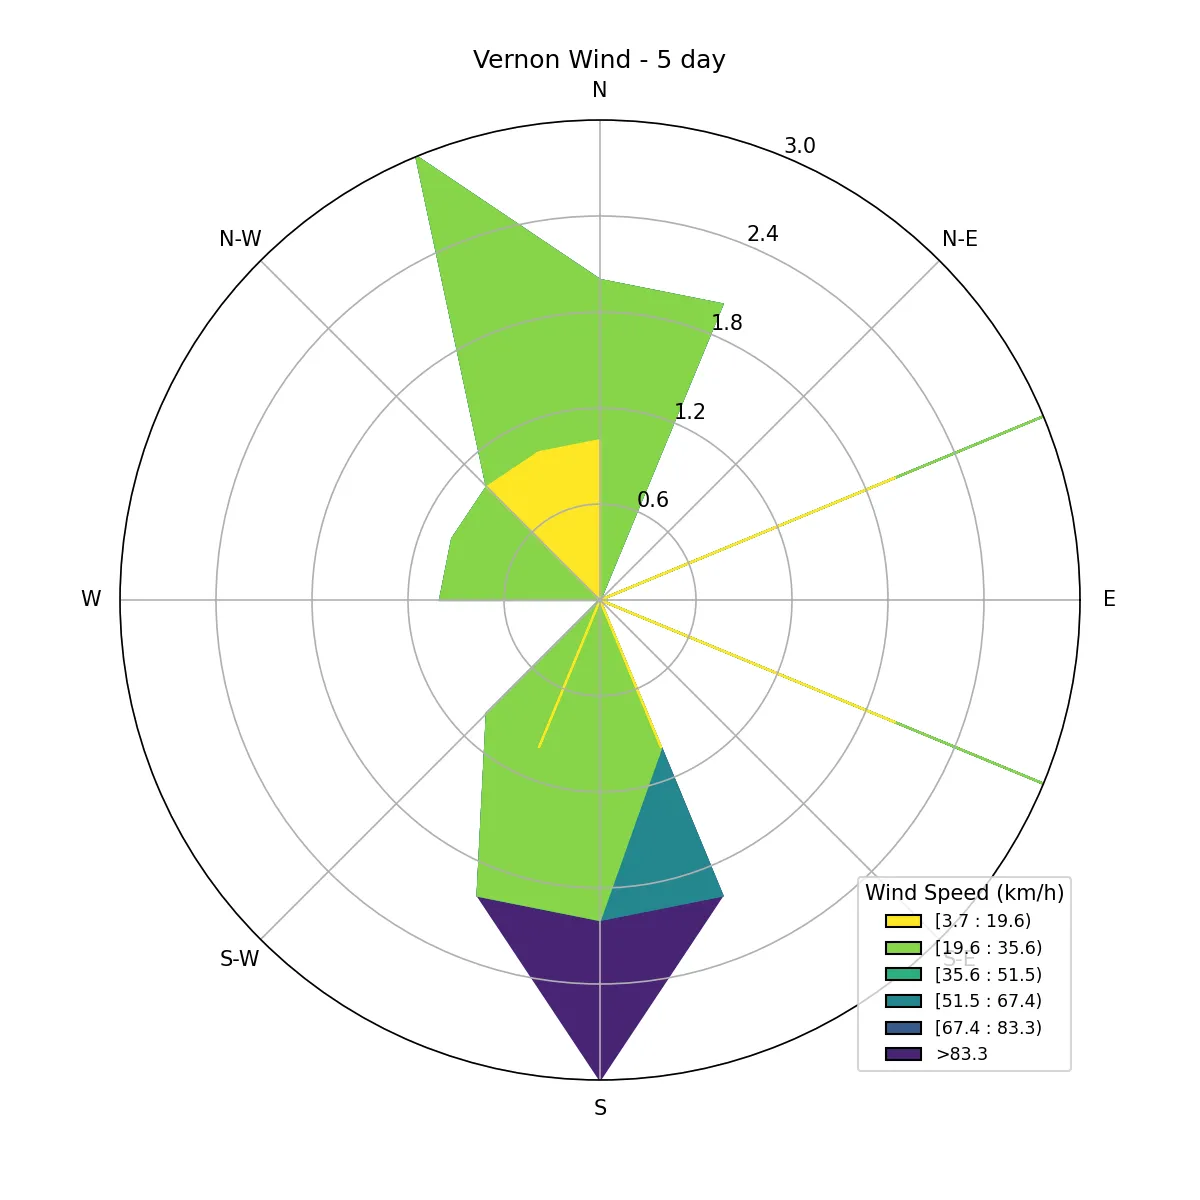 Vernon Wind - 5 day
N
3.0
N-W
2.4
N-E
1.8
1.2
0.6
W
E
Wind Speed (km/h)
[3.7 : 19.6)
[19.6 : 35.6)
S-W
S-E
[35.6 : 51.5)
[51.5 : 67.4)
[67.4 : 83.3)
>83.3
S